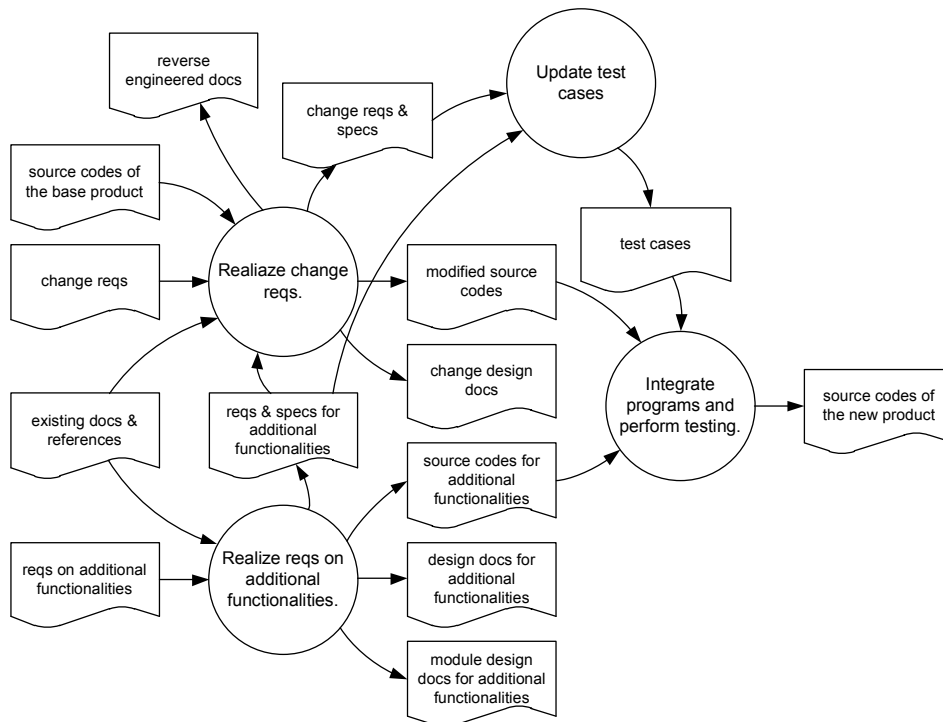 reverse
engineered docs
change reqs &
specs
Update test
cases
source codes of
the base product
test cases
change reqs
Realiaze change
reqs.
modified source
codes
change design
docs
existing docs &
references
reqs & specs for
additional
functionalities
Integrate
programs and
perform testing.
source codes of
the new product
source codes for
additional
functionalities
reqs on additional
functionalities
Realize reqs on
additional
functionalities.
design docs for
additional
functionalities
module design
docs for additional
functionalities